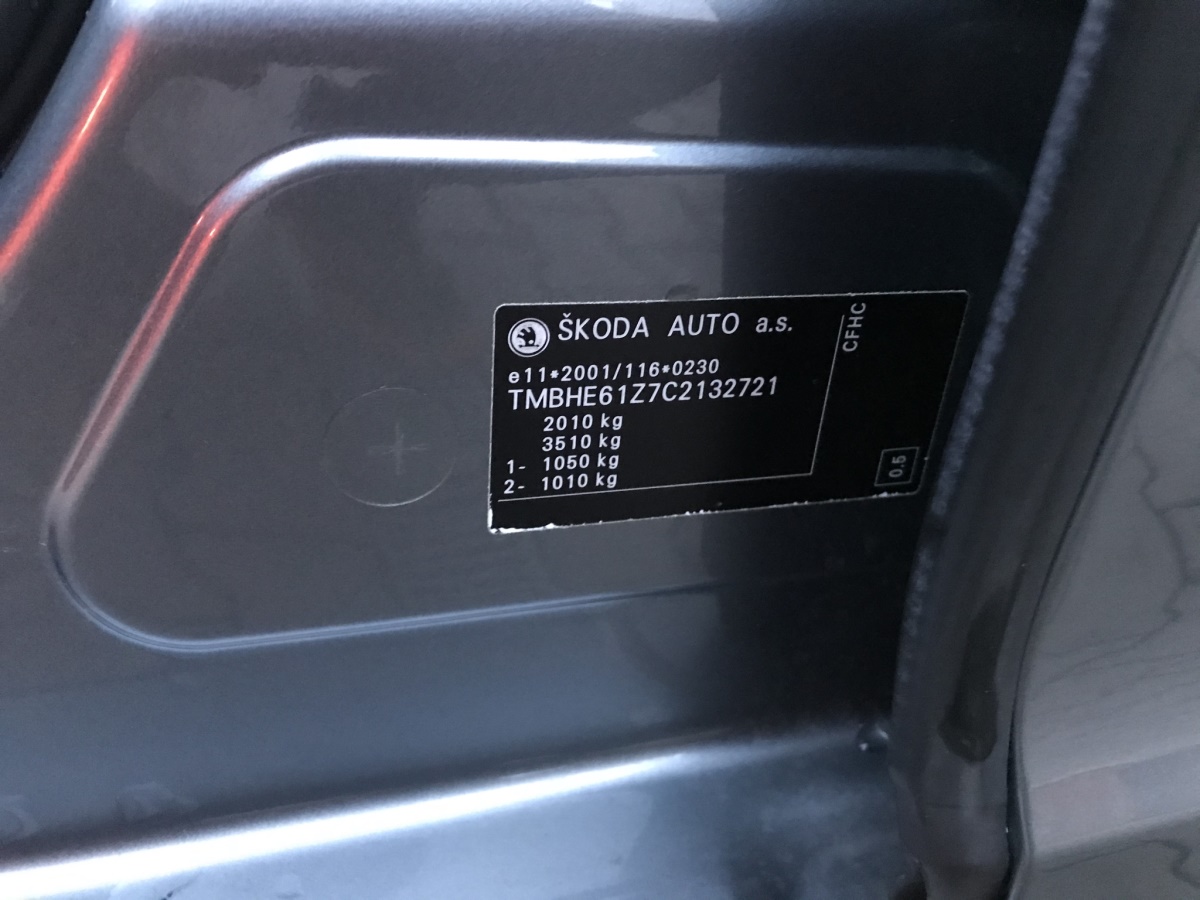 ŠKODA AUTO a.s.
e11*2001/116*0230
TMBHE61Z7C2132721
2010 kg
3510 kg
1- 1050 kg
2- 1010 kg
CFHC
0.5